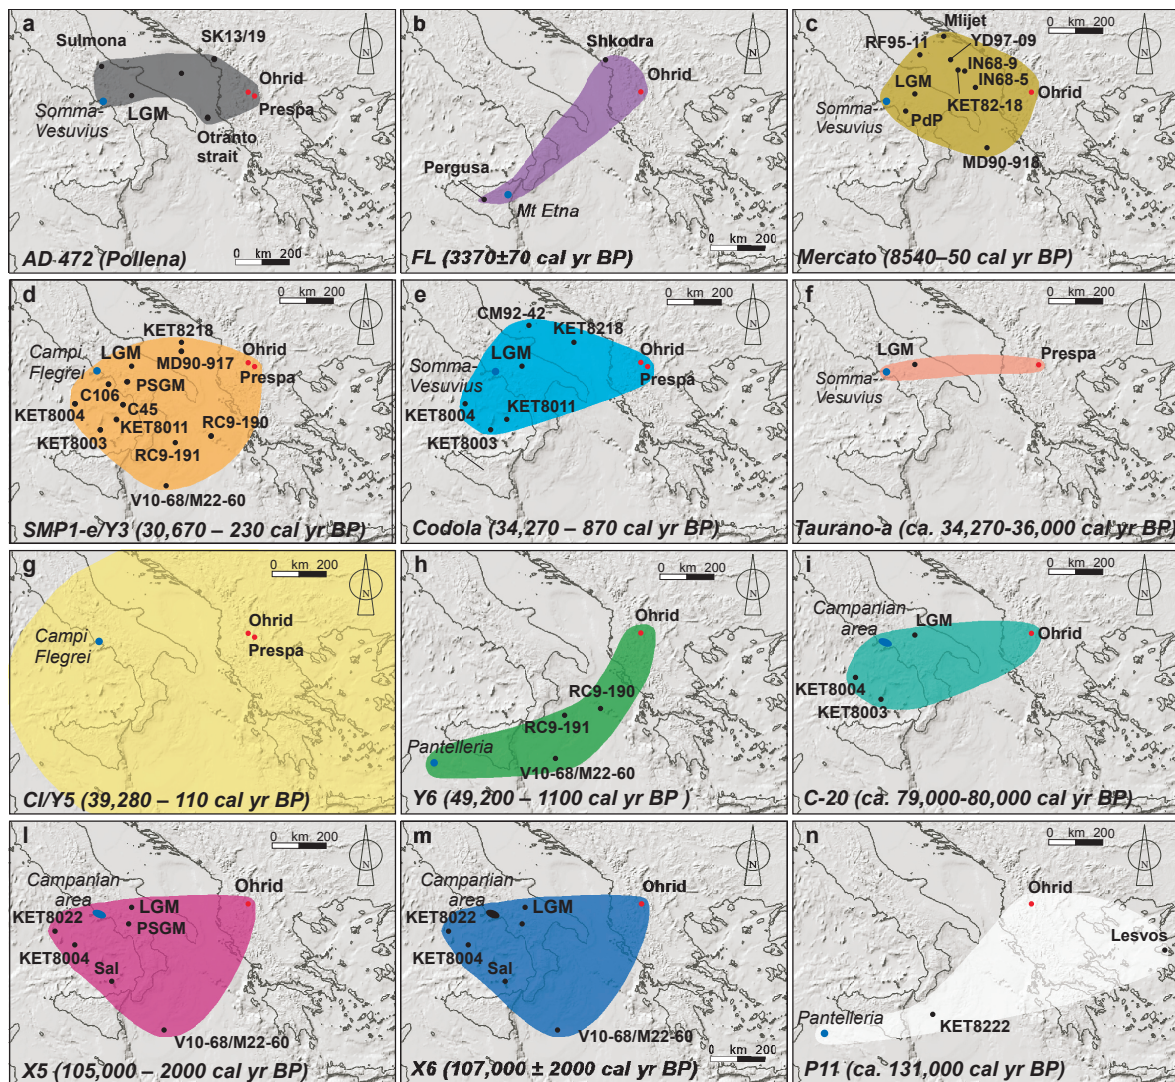 a
SK13/19
0 km 200
N
Sulmona
Ohrid
Somma-
Vesuvius
LGM
Prespa
Otranto
strait
AD 472 (Pollena)
b
0 km 200
N
Shkodra
Ohrid
Pergusa
Mt Etna
FL (3370±70 cal yr BP)
c
Mlijet
YD97-09
0 km 200
N
RF95-11
IN68-9
IN68-5
LGM
Ohrid
Somma-
Vesuvius
KET82-18
PdP
MD90-918
Mercato (8540–50 cal yr BP)
d
0 km 200
N
KET8218
Campi
Flegrei
LGM
MD90-917
Ohrid
PSGM
Prespa
C106
KET8004
C45
KET8011
RC9-190
KET8003
RC9-191
V10-68/M22-60
SMP1-e/Y3 (30,670 – 230 cal yr BP)
e
0 km 200
N
CM92-42
KET8218
LGM
Ohrid
Somma-
Vesuvius
Prespa
KET8004
KET8011
KET8003
Codola (34,270 – 870 cal yr BP)
f
0 km 200
N
LGM
Prespa
Somma-
Vesuvius
Taurano-a (ca. 34,270-36,000 cal yr BP)
g
0 km 200
N
Ohrid
Campi
Flegrei
Prespa
CI/Y5 (39,280 – 110 cal yr BP)
h
0 km 200
N
Ohrid
RC9-190
RC9-191
Pantelleria
V10-68/M22-60
Y6 (49,200 – 1100 cal yr BP )
i
0 km 200
N
Campanian
area
LGM
Ohrid
KET8004
KET8003
C-20 (ca. 79,000-80,000 cal yr BP)
l
0 km 200
N
Campanian
area
Ohrid
KET8022
LGM
PSGM
KET8004
Sal
V10-68/M22-60
X5 (105,000 – 2000 cal yr BP)
m
N
Campanian
area
Ohrid
KET8022
LGM
KET8004
Sal
V10-68/M22-60
0 km 200
X6 (107,000 ± 2000 cal yr BP)
n
0 km 200
N
Ohrid
Lesvos
Pantelleria
KET8222
P11 (ca. 131,000 cal yr BP)